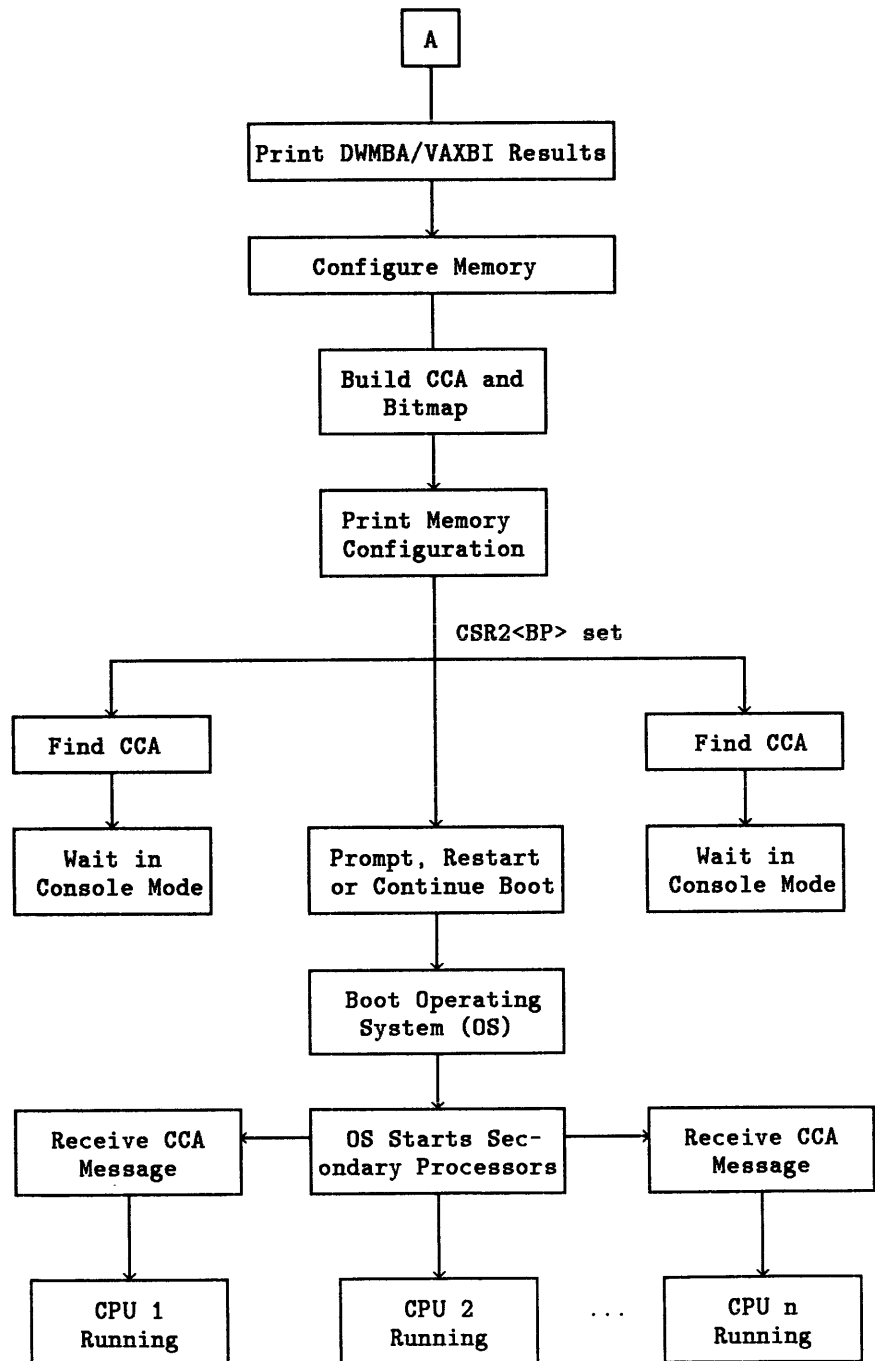 A
Print DWMBA/VAXBI Results
Configure Memory
Build CCA and
Bitmap
Print Memory
Configuration
CSR2<BP> set
Find CCA
Find CCA
Wait in
Console Mode
Prompt, Restart
or Continue Boot
Wait in
Console Mode
Boot Operating
System (OS)
Receive CCA
Message
OS Starts Sec-
ondary Processors
Receive CCA
Message
CPU 1
Running
CPU 2
Running
...
CPU n
Running